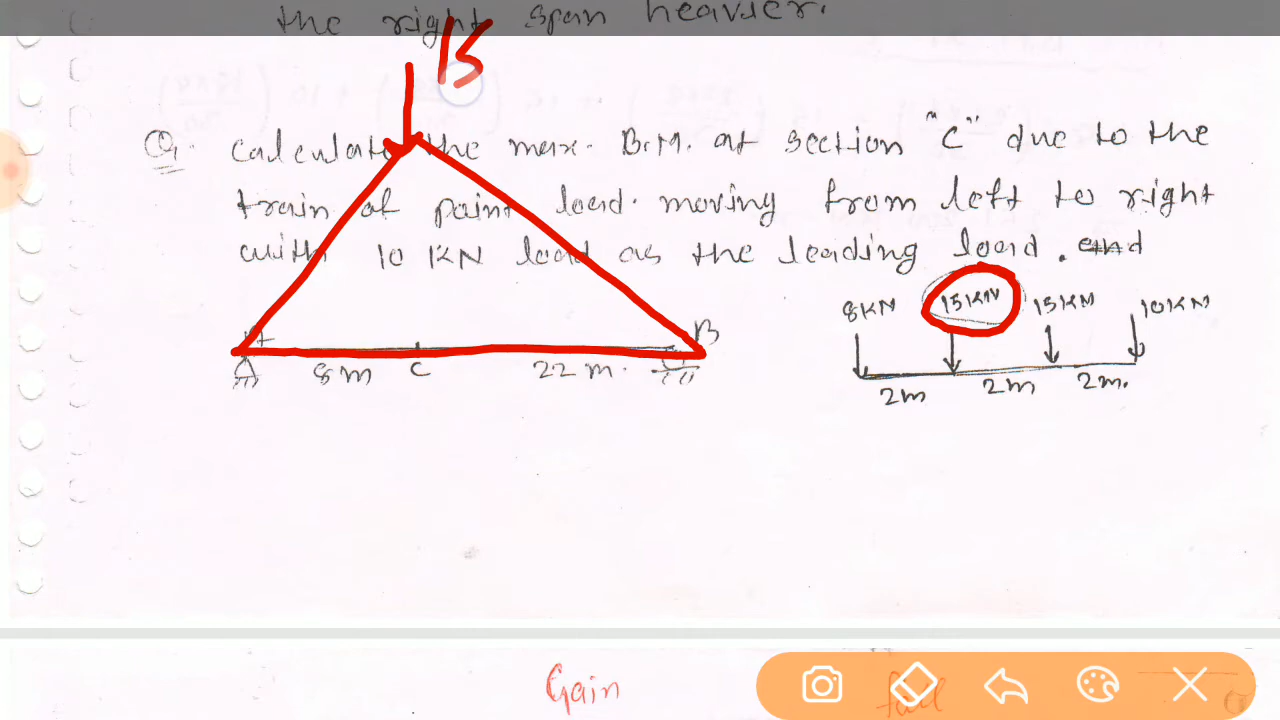 the right span heavier.
15
Q. Calculate the max. B.M. at section "C" due to the
train of point load. moving from left to right
with 10 KN load as the leading load. and
8KN 15KN 15KN 10KN
A 8m C 22m. B
2m 2m 2m.
Gain